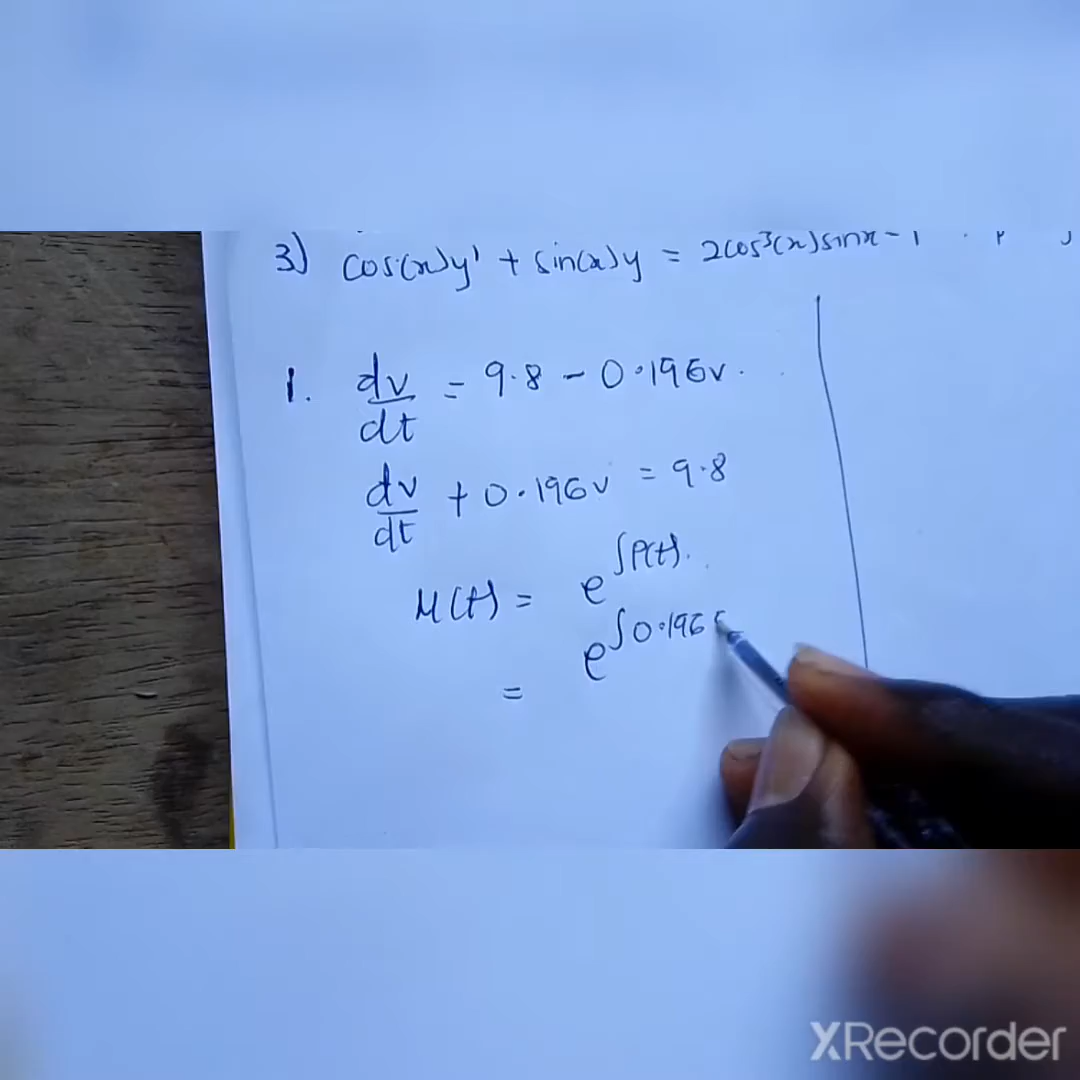 3) cos(x)y' + sin(x)y = 2cos³(x)sinx - 1
1. dv/dt = 9.8 - 0.196v.
dv/dt + 0.196v = 9.8
μ(t) = e^∫P(t).
= e^∫0.196
XRecorder